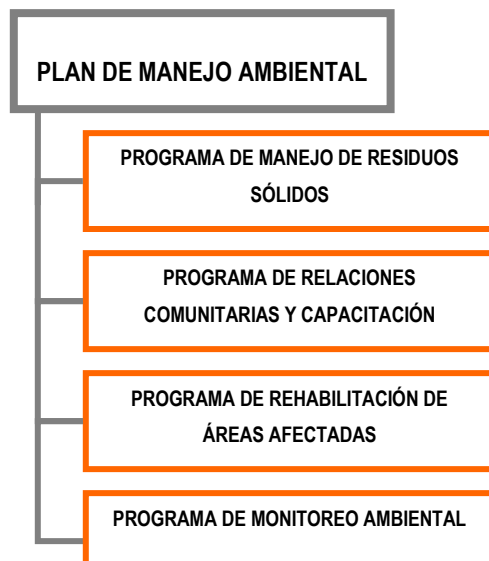 PLAN DE MANEJO AMBIENTAL
PROGRAMA DE MANEJO DE RESIDUOS
SÓLIDOS
PROGRAMA DE RELACIONES
COMUNITARIAS Y CAPACITACIÓN
PROGRAMA DE REHABILITACIÓN DE
ÁREAS AFECTADAS
PROGRAMA DE MONITOREO AMBIENTAL